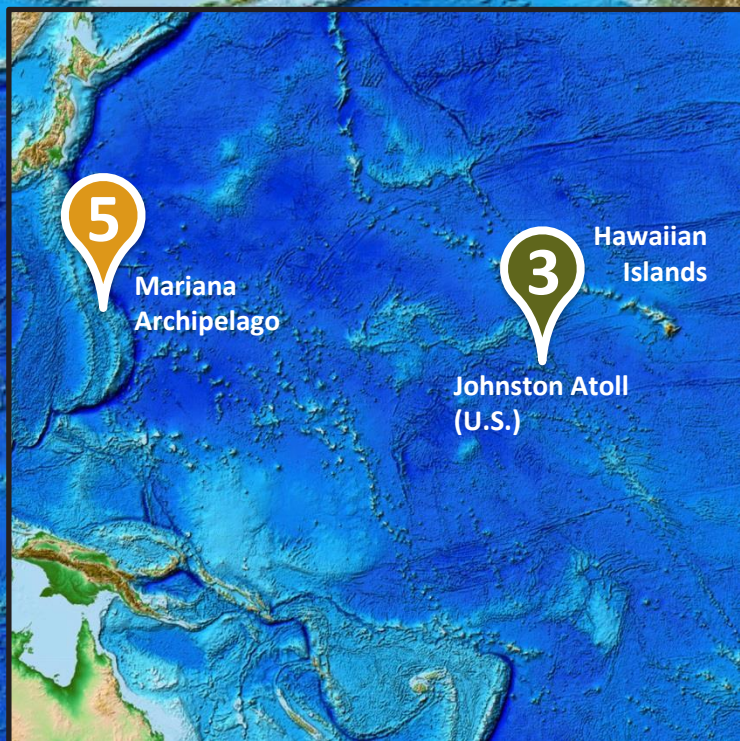 5
Mariana
Archipelago
3
Hawaiian
Islands
Johnston Atoll
(U.S.)